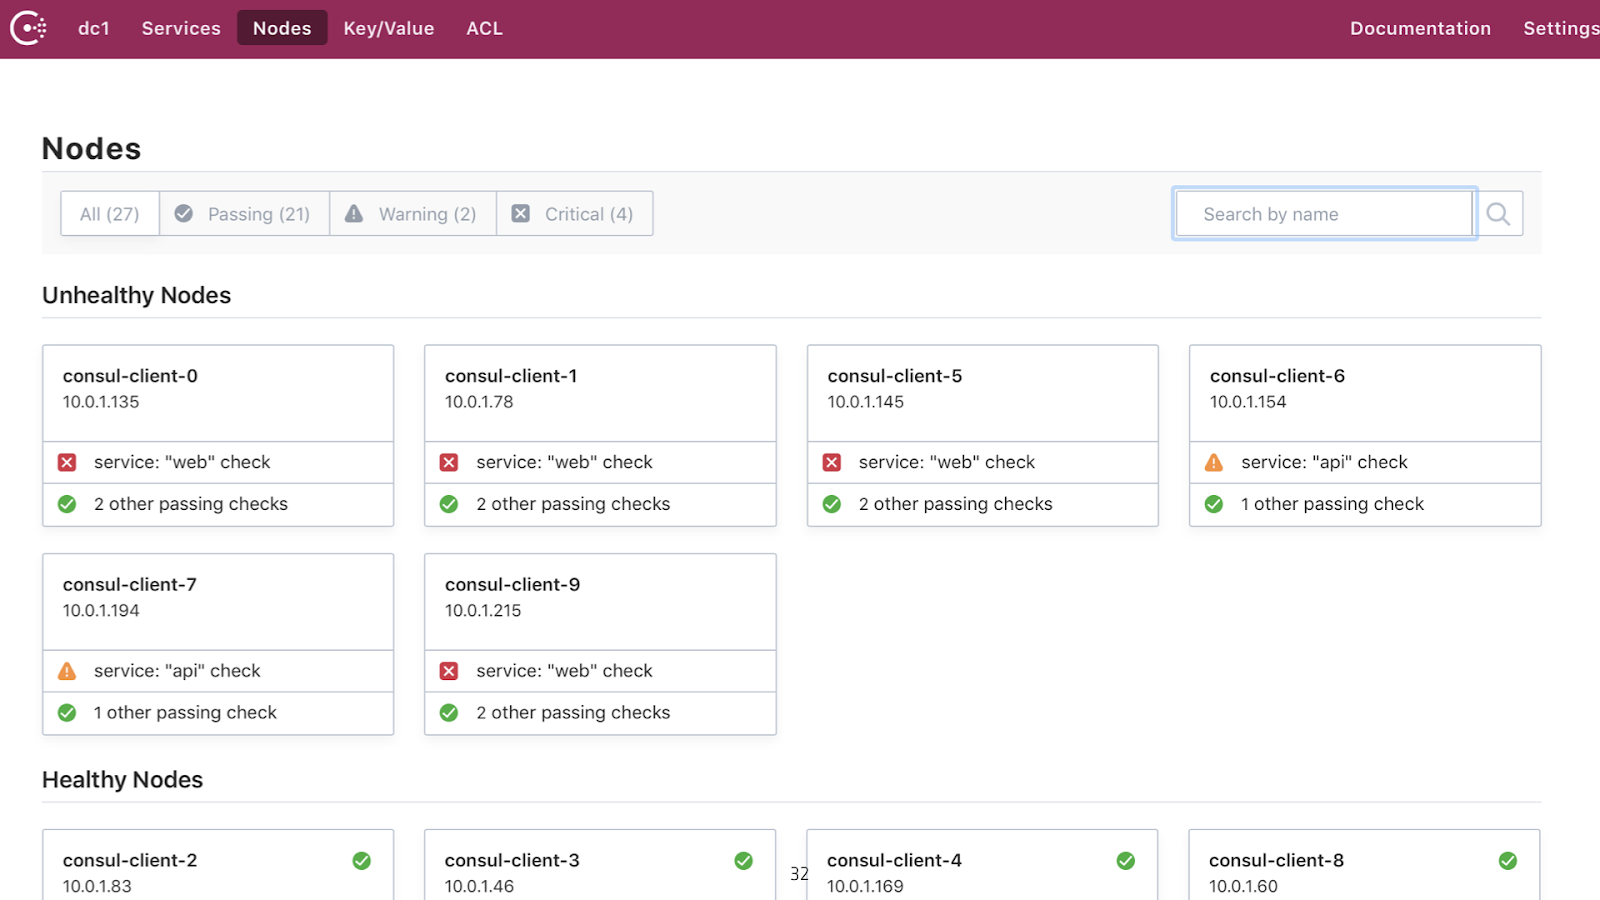 dc1 Services Nodes Key/Value ACL Documentation Settings
Nodes
All (27) Passing (21) Warning (2) Critical (4) Search by name
Unhealthy Nodes
consul-client-0 consul-client-1 consul-client-5 consul-client-6
10.0.1.135 10.0.1.78 10.0.1.145 10.0.1.154
service: "web" check service: "web" check service: "web" check service: "api" check
2 other passing checks 2 other passing checks 2 other passing checks 1 other passing check
consul-client-7 consul-client-9
10.0.1.194 10.0.1.215
service: "api" check service: "web" check
1 other passing check 2 other passing checks
Healthy Nodes
consul-client-2 consul-client-3 consul-client-4 consul-client-8
32
10.0.1.83 10.0.1.46 10.0.1.169 10.0.1.60